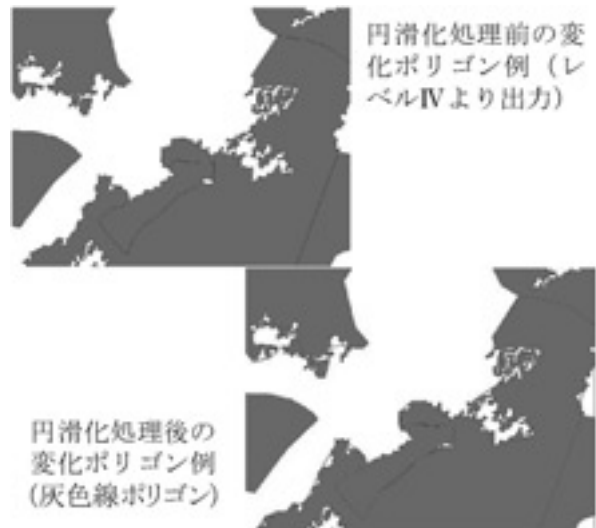 円滑化処理前の変
化ポリゴン例（レ
ベルⅣより出力）
円滑化処理後の
変化ポリゴン例
(灰色線ポリゴン)